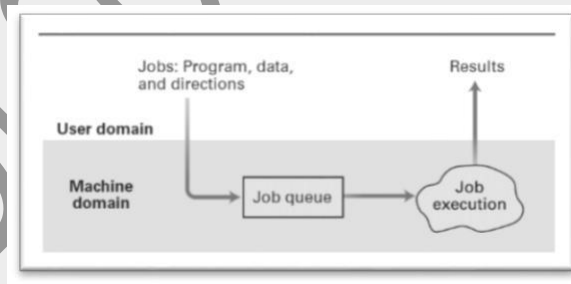 Jobs: Program, data,
and directions
Results
User domain
Machine
domain
Job queue
Job
execution